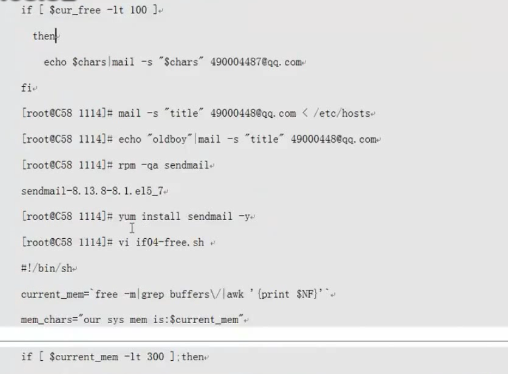 if [ $cur_free -lt 100 ]
then
echo $chars|mail -s "$chars" 490004487@qq.com
fi
[root@C58 1114]# mail -s "title" 49000448@qq.com < /etc/hosts
[root@C58 1114]# echo "oldboy"|mail -s "title" 49000448@qq.com
[root@C58 1114]# rpm -qa sendmail
sendmail-8.13.8-8.1.el5_7
[root@C58 1114]# yum install sendmail -y
[root@C58 1114]# vi if04-free.sh
#!/bin/sh
current_mem=`free -m|grep buffers\/|awk '{print $NF}'`
mem_chars="our sys mem is:$current_mem"
if [ $current_mem -lt 300 ];then